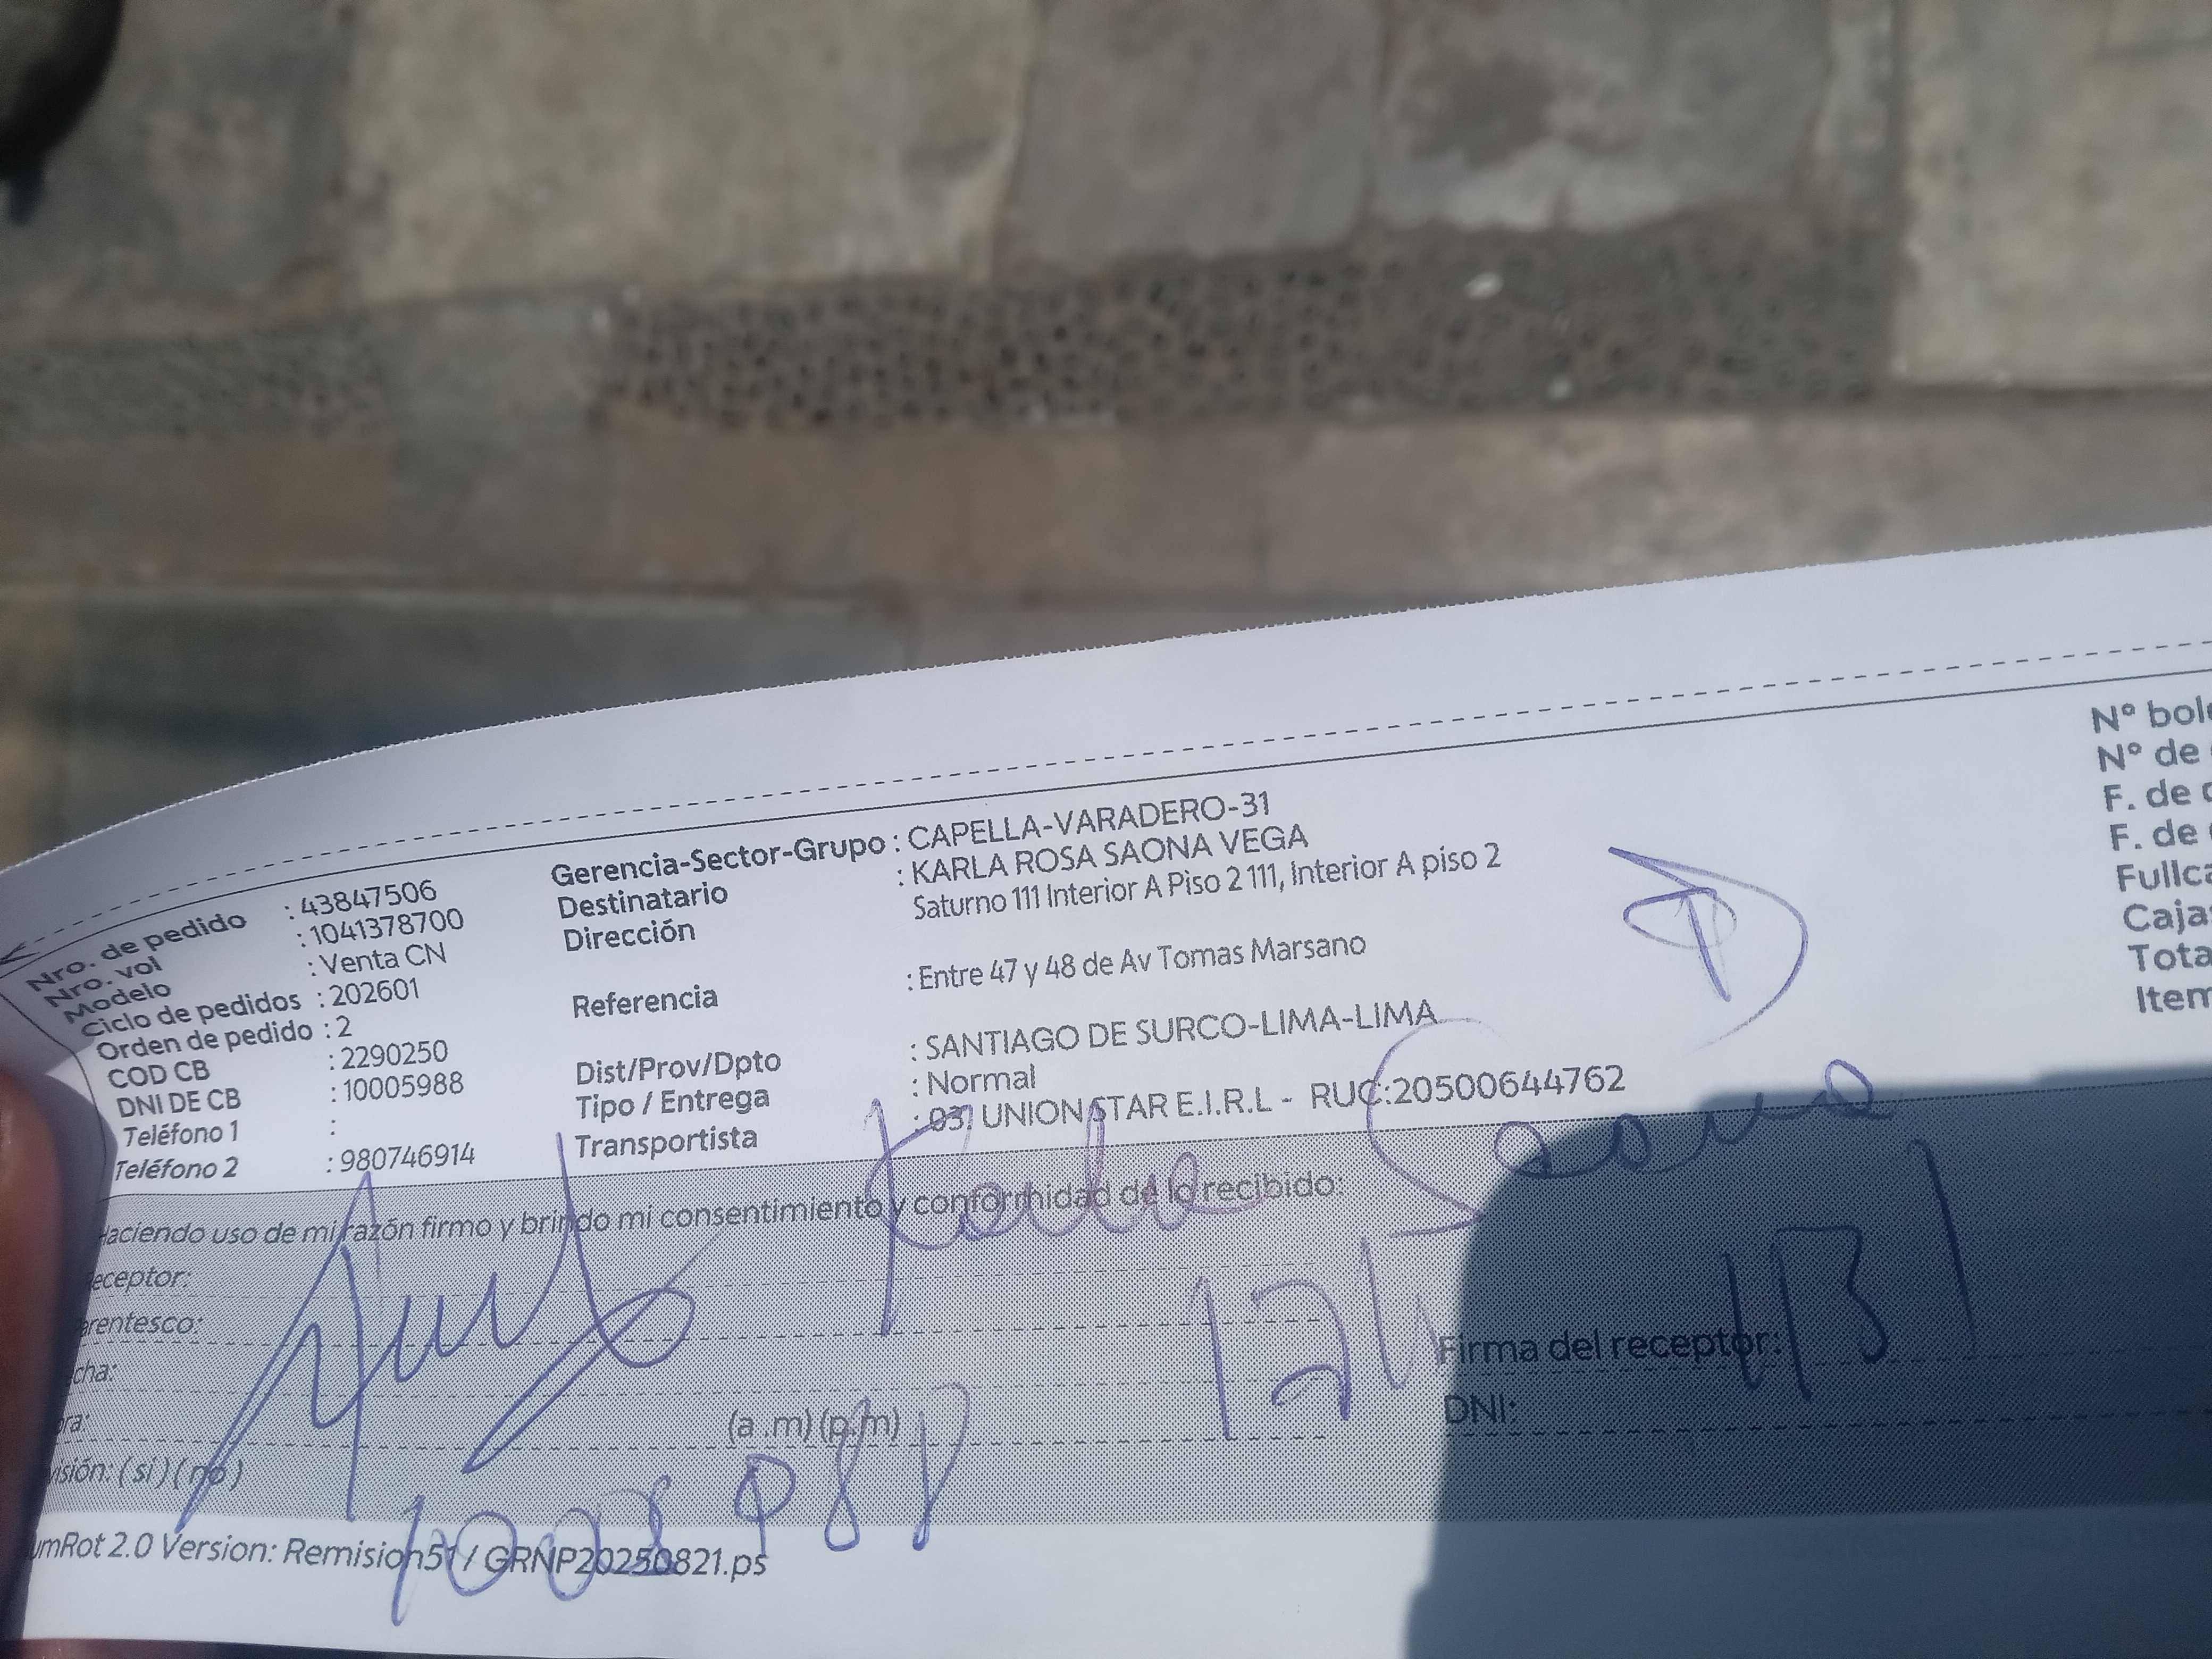 Nro. de pedido : 43847506
Nro. vol : 1041378700
Modelo : Venta CN
Ciclo de pedidos : 202601
Orden de pedido : 2
COD CB : 2290250
DNI DE CB : 10005988
Teléfono 1 :
Teléfono 2 : 980746914
Gerencia-Sector-Grupo : CAPELLA-VARADERO-31
Destinatario : KARLA ROSA SAONA VEGA
Dirección Saturno 111 Interior A Piso 2 111, Interior A piso 2
Referencia : Entre 47 y 48 de Av Tomas Marsano
Dist/Prov/Dpto : SANTIAGO DE SURCO-LIMA-LIMA
Tipo / Entrega : Normal
Transportista : 03. UNION STAR E.I.R.L - RUC:20500644762
N° bole
N° de
F. de
F. de
Fullca
Caja
Tota
Item
Haciendo uso de mi razón firmo y brindo mi consentimiento y conformidad de lo recibido:
Karla Saona
eceptor:
arentesco:
cha:
ora: (a .m) (p.m)
visión: ( si ) ( no )
Firma del receptor:
DNI:
umRot 2.0 Version: Remision51 / GRNP20250821.ps